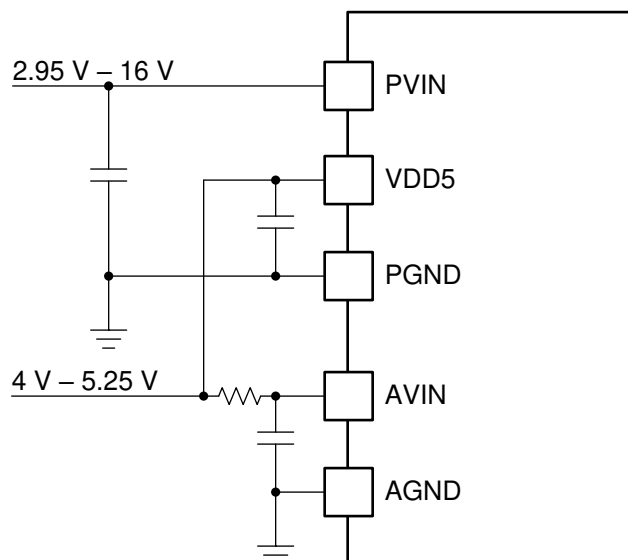 2.95 V – 16 V
PVIN
VDD5
PGND
4 V – 5.25 V
AVIN
AGND